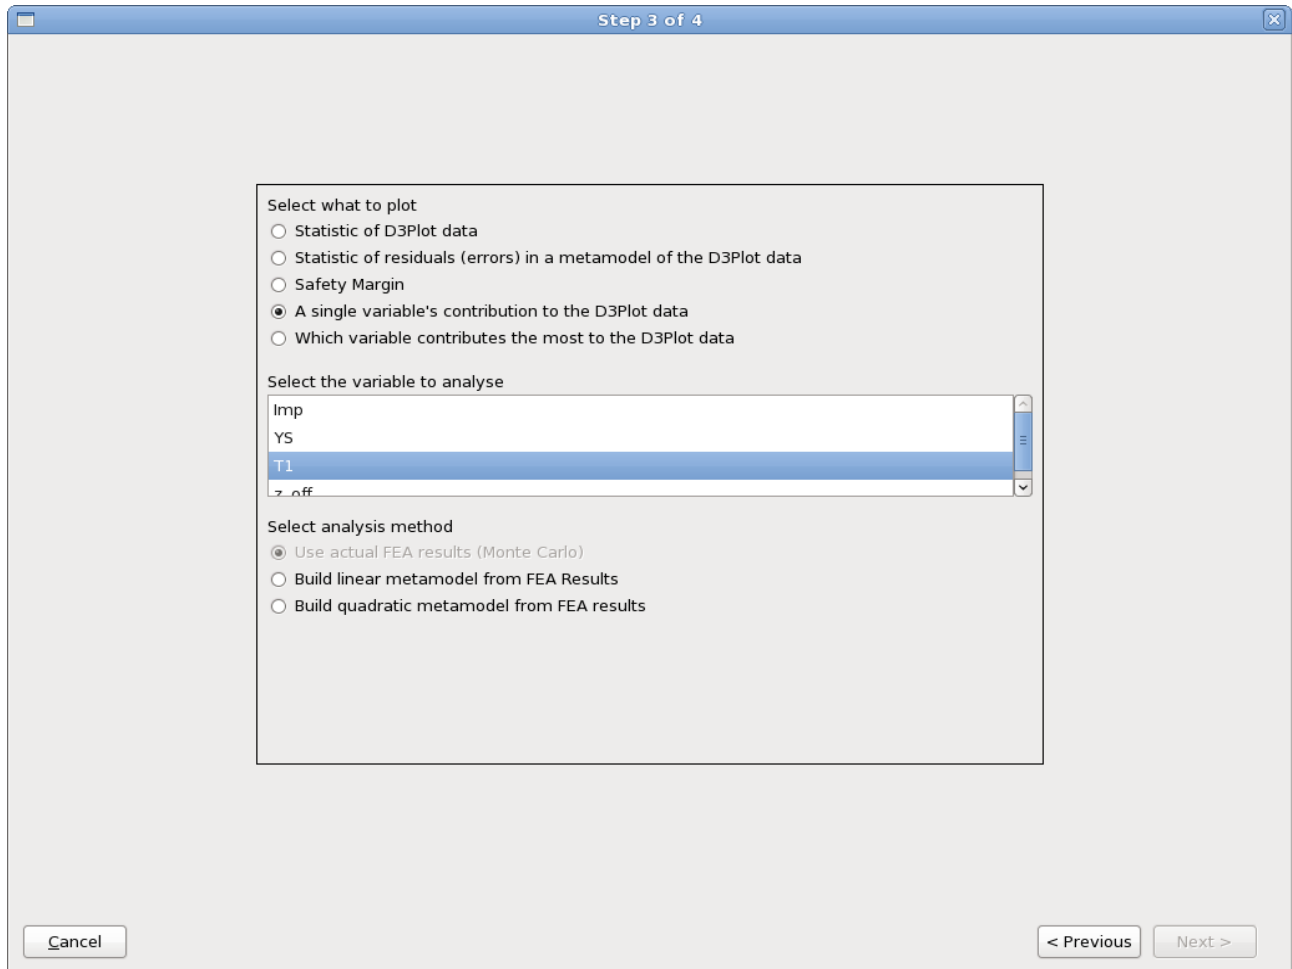 Step 3 of 4
Select what to plot
Statistic of D3Plot data
Statistic of residuals (errors) in a metamodel of the D3Plot data
Safety Margin
A single variable's contribution to the D3Plot data
Which variable contributes the most to the D3Plot data
Select the variable to analyse
Imp
YS
T1
z_off
Select analysis method
Use actual FEA results (Monte Carlo)
Build linear metamodel from FEA Results
Build quadratic metamodel from FEA results
Cancel
< Previous
Next >